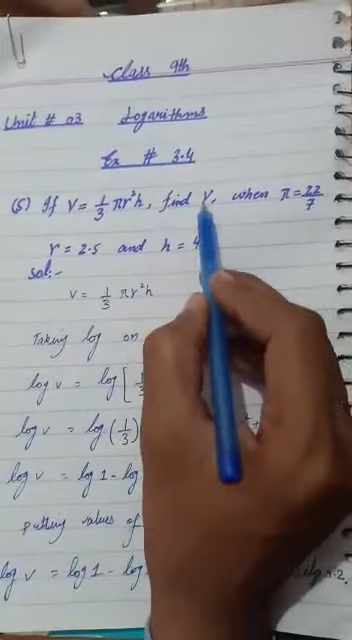 Class 9th
Unit # 03 Logarithms
Ex # 3.4
(5) If V = 1/3 πr²h, find V, when π = 22/7
r = 2.5 and h = 4
Sol:-
V = 1/3 πr²h
Taking log on
log V = log [
log V = log (1/3)
log V = log 1 - log
putting values of
log V = log 1 - log